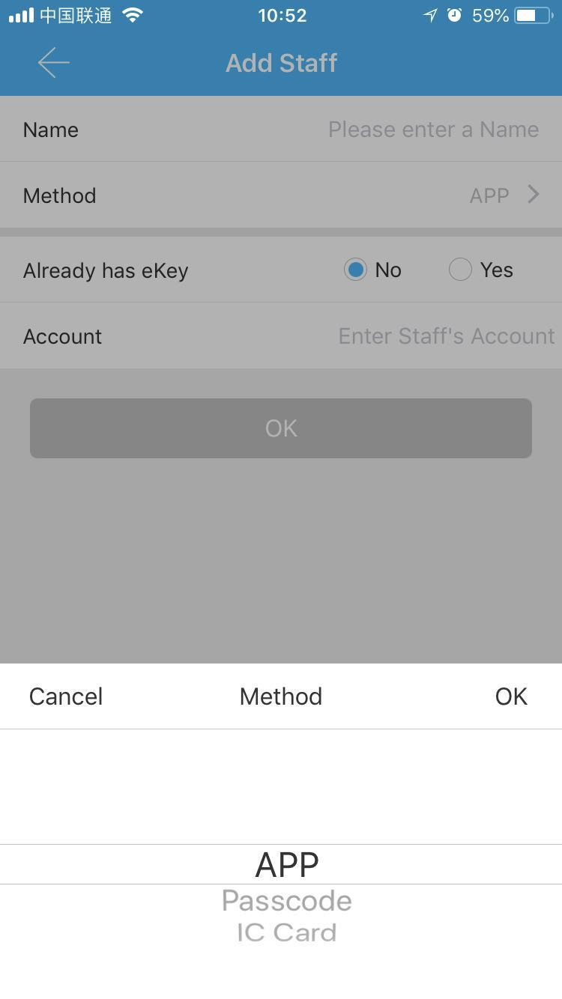 中国联通 10:52 59%
Add Staff
Name Please enter a Name
Method APP
Already has eKey No Yes
Account Enter Staff's Account
OK
Cancel Method OK
APP
Passcode
IC Card